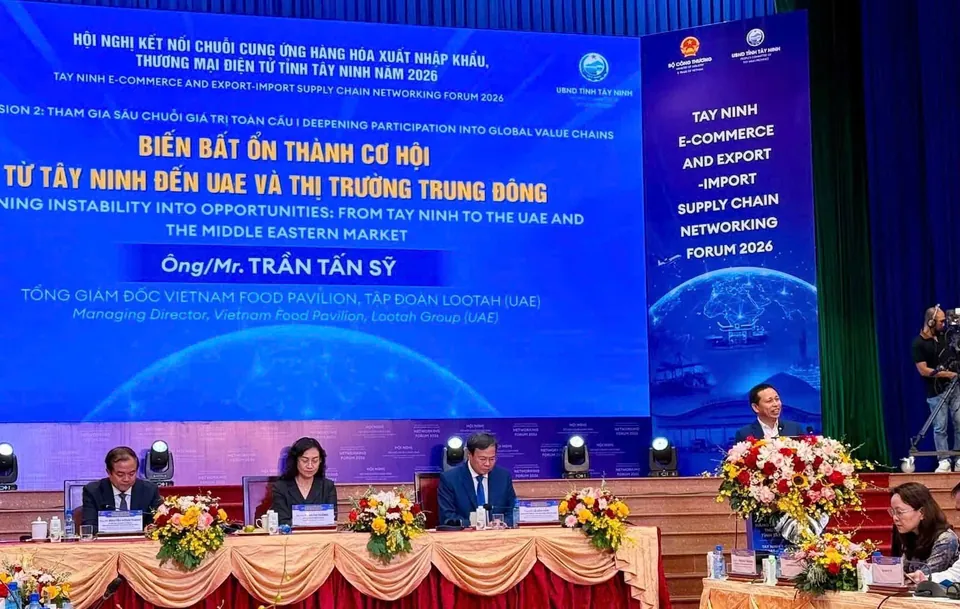 HỘI NGHỊ KẾT NỐI CHUỖI CUNG ỨNG HÀNG HÓA XUẤT NHẬP KHẨU,
THƯƠNG MẠI ĐIỆN TỬ TỈNH TÂY NINH NĂM 2026
TAY NINH E-COMMERCE AND EXPORT-IMPORT SUPPLY CHAIN NETWORKING FORUM 2026
UBND TỈNH TÂY NINH
SION 2: THAM GIA SÂU CHUỖI GIÁ TRỊ TOÀN CẦU I DEEPENING PARTICIPATION INTO GLOBAL VALUE CHAINS
BIẾN BẤT ỔN THÀNH CƠ HỘI
TỪ TÂY NINH ĐẾN UAE VÀ THỊ TRƯỜNG TRUNG ĐÔNG
NING INSTABILITY INTO OPPORTUNITIES: FROM TAY NINH TO THE UAE AND
THE MIDDLE EASTERN MARKET
Ông/Mr. TRẦN TẤN SỸ
TỔNG GIÁM ĐỐC VIETNAM FOOD PAVILION, TẬP ĐOÀN LOOTAH (UAE)
Managing Director, Vietnam Food Pavilion, Lootah Group (UAE)
BỘ CÔNG THƯƠNG
UBND TỈNH TÂY NINH
TAY NINH
E-COMMERCE
AND EXPORT
-IMPORT
SUPPLY CHAIN
NETWORKING
FORUM 2026
HỘI NGHỊ
NETWORKING
FORUM 2026